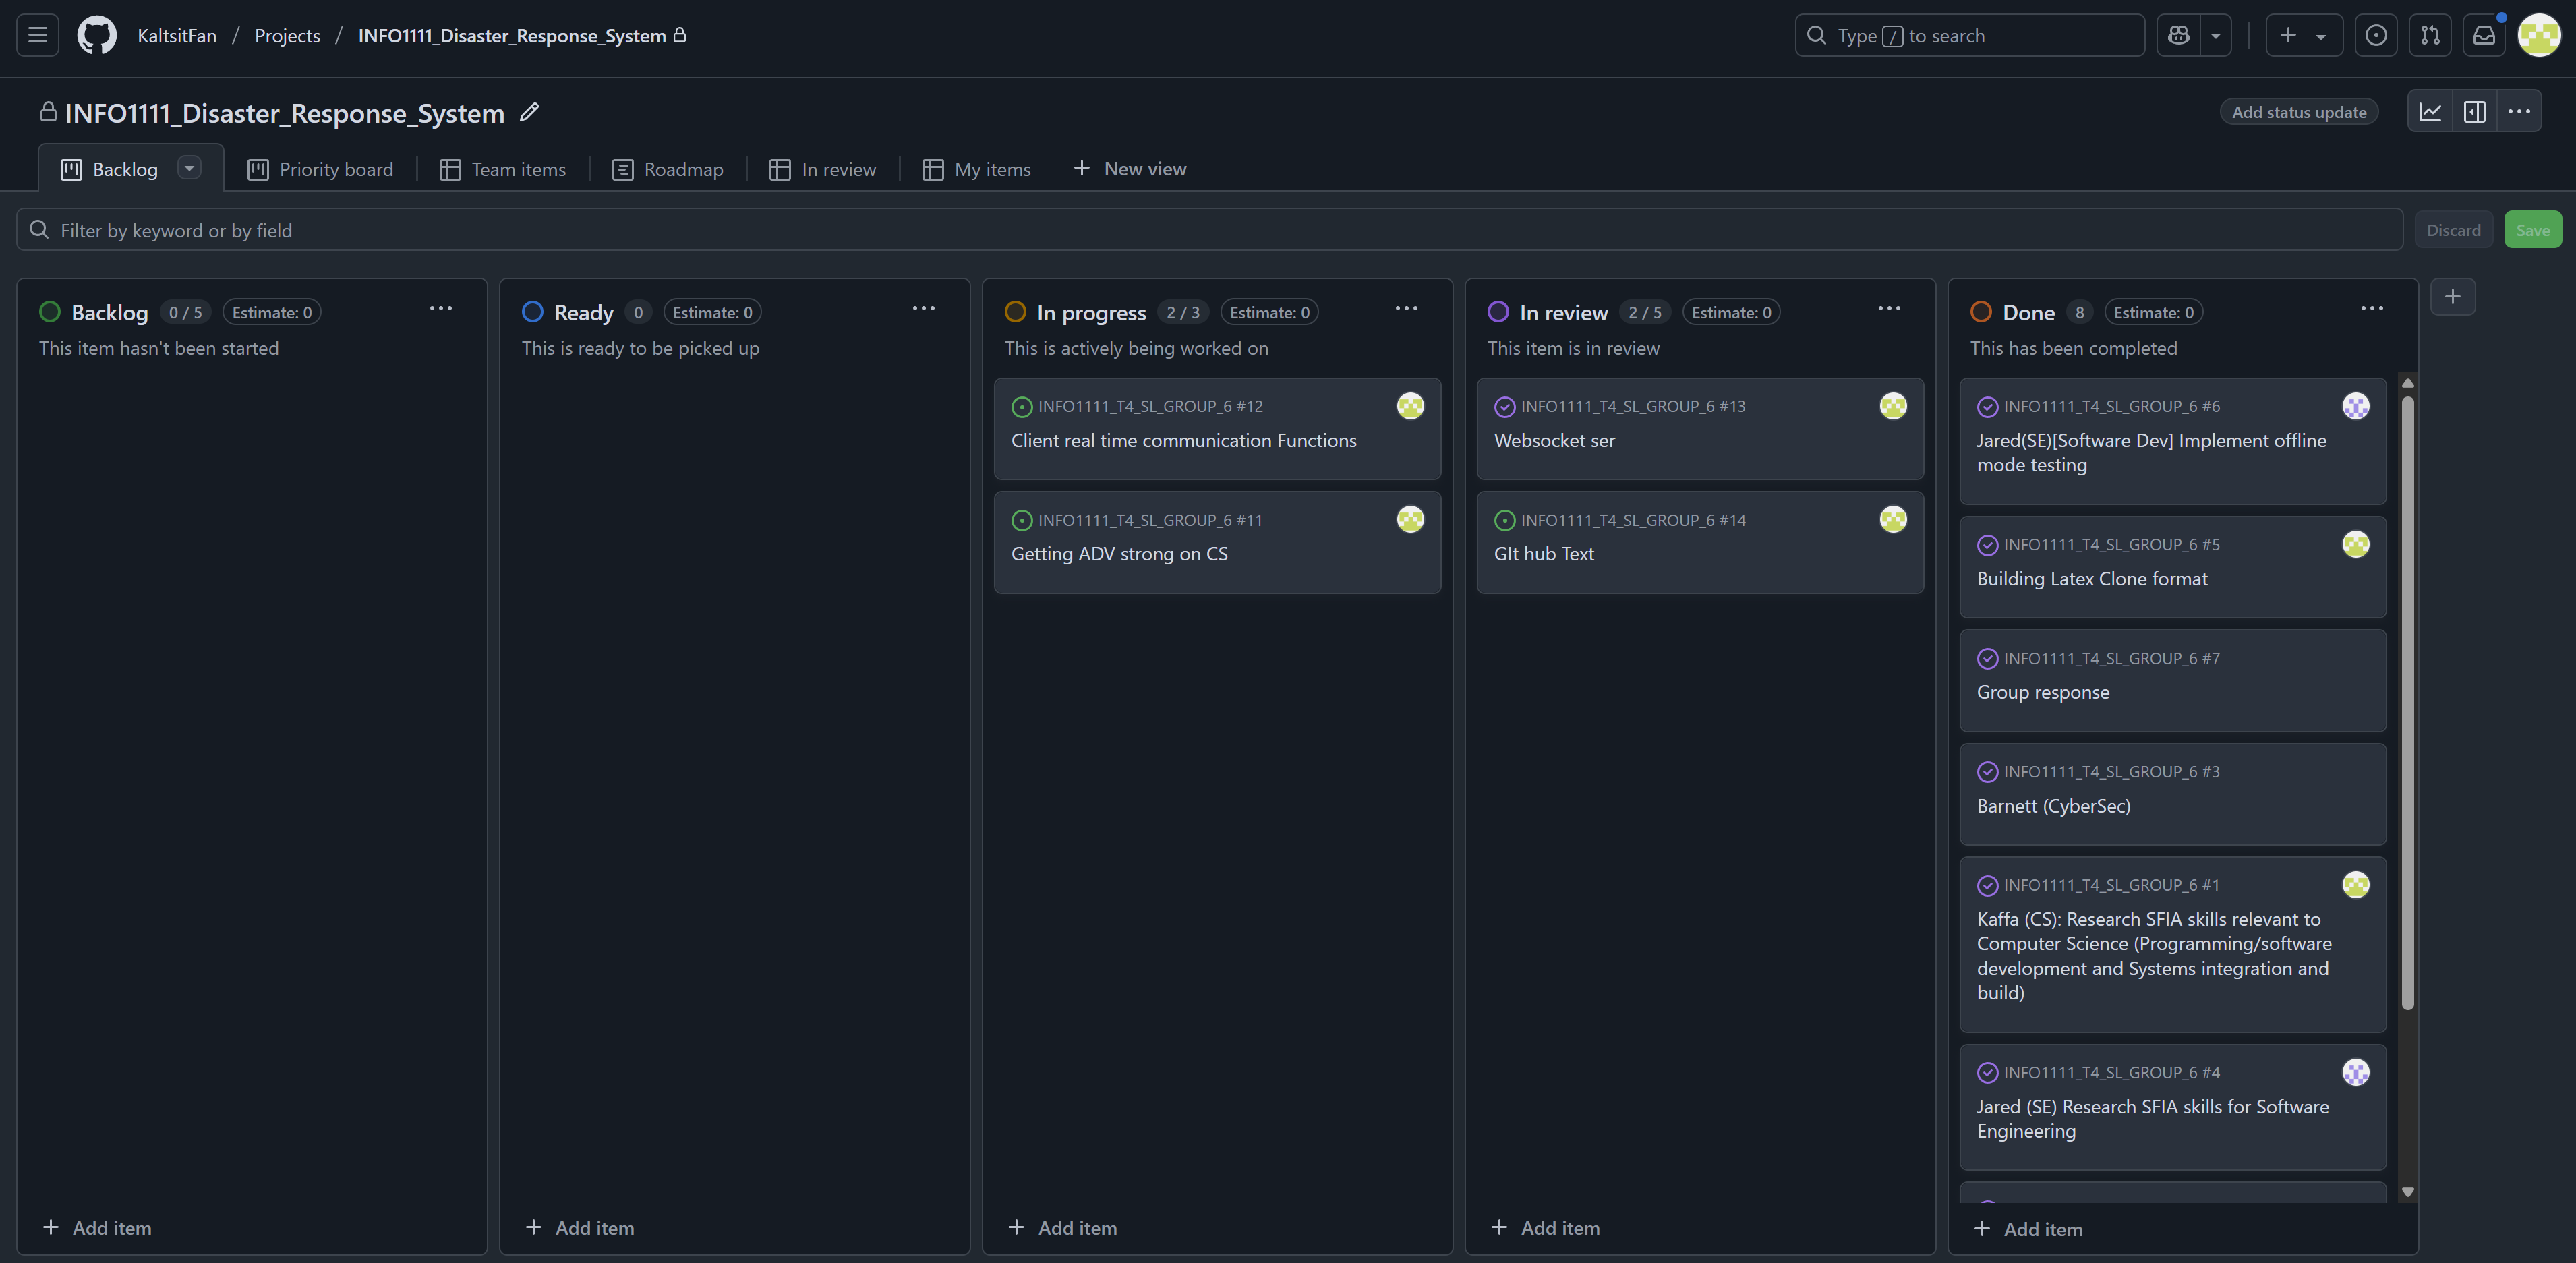 KaltsitFan / Projects / INFO1111_Disaster_Response_System
Type / to search
INFO1111_Disaster_Response_System
Add status update
Backlog
Priority board
Team items
Roadmap
In review
My items
New view
Filter by keyword or by field
Discard
Save
Backlog 0 / 5 Estimate: 0
This item hasn't been started
Add item
Ready 0 Estimate: 0
This is ready to be picked up
Add item
In progress 2 / 3 Estimate: 0
This is actively being worked on
INFO1111_T4_SL_GROUP_6 #12
Client real time communication Functions
INFO1111_T4_SL_GROUP_6 #11
Getting ADV strong on CS
Add item
In review 2 / 5 Estimate: 0
This item is in review
INFO1111_T4_SL_GROUP_6 #13
Websocket ser
INFO1111_T4_SL_GROUP_6 #14
GIt hub Text
Add item
Done 8 Estimate: 0
This has been completed
INFO1111_T4_SL_GROUP_6 #6
Jared(SE)[Software Dev] Implement offline
mode testing
INFO1111_T4_SL_GROUP_6 #5
Building Latex Clone format
INFO1111_T4_SL_GROUP_6 #7
Group response
INFO1111_T4_SL_GROUP_6 #3
Barnett (CyberSec)
INFO1111_T4_SL_GROUP_6 #1
Kaffa (CS): Research SFIA skills relevant to
Computer Science (Programming/software
development and Systems integration and
build)
INFO1111_T4_SL_GROUP_6 #4
Jared (SE) Research SFIA skills for Software
Engineering
Add item